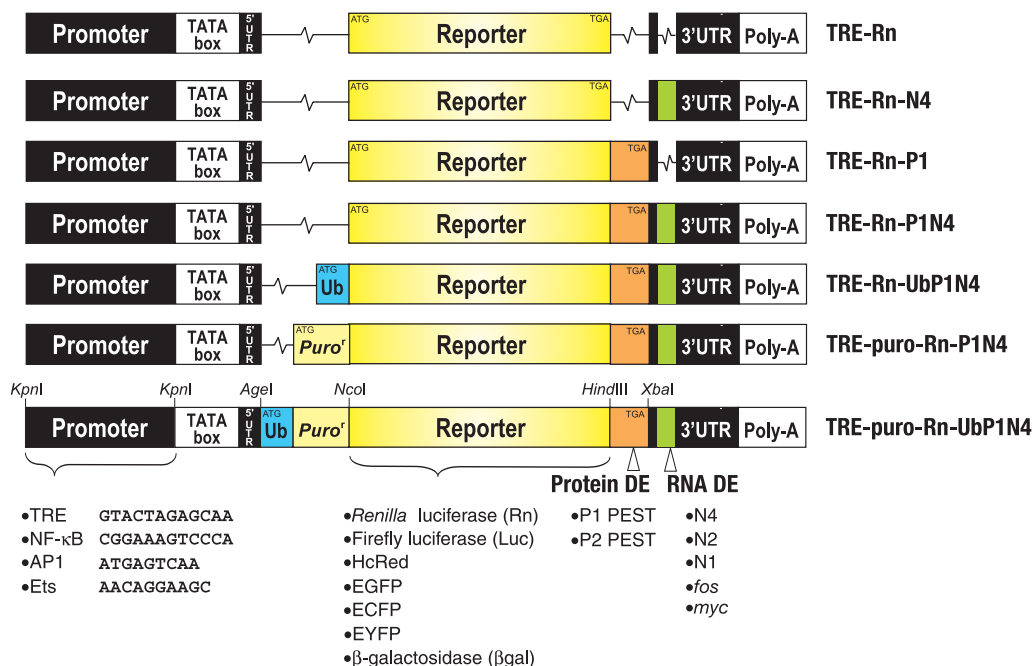 Promoter TATA box 5' UTR ATG Reporter TGA 3'UTR Poly-A TRE-Rn
Promoter TATA box 5' UTR ATG Reporter TGA 3'UTR Poly-A TRE-Rn-N4
Promoter TATA box 5' UTR ATG Reporter TGA 3'UTR Poly-A TRE-Rn-P1
Promoter TATA box 5' UTR ATG Reporter TGA 3'UTR Poly-A TRE-Rn-P1N4
Promoter TATA box 5' UTR ATG Ub Reporter TGA 3'UTR Poly-A TRE-Rn-UbP1N4
Promoter TATA box 5' UTR ATG Puro^r Reporter TGA 3'UTR Poly-A TRE-puro-Rn-P1N4
KpnI KpnI AgeI NcoI HindIII XbaI
Promoter TATA box 5' UTR ATG Ub Puro^r Reporter TGA 3'UTR Poly-A TRE-puro-Rn-UbP1N4
Protein DE RNA DE
•TRE GTACTAGAGCAA
•NF-κB CGGAAAGTCCCA
•AP1 ATGAGTCAA
•Ets AACAGGAAGC
•Renilla luciferase (Rn)
•Firefly luciferase (Luc)
•HcRed
•EGFP
•ECFP
•EYFP
•β-galactosidase (βgal)
•P1 PEST
•P2 PEST
•N4
•N2
•N1
•fos
•myc